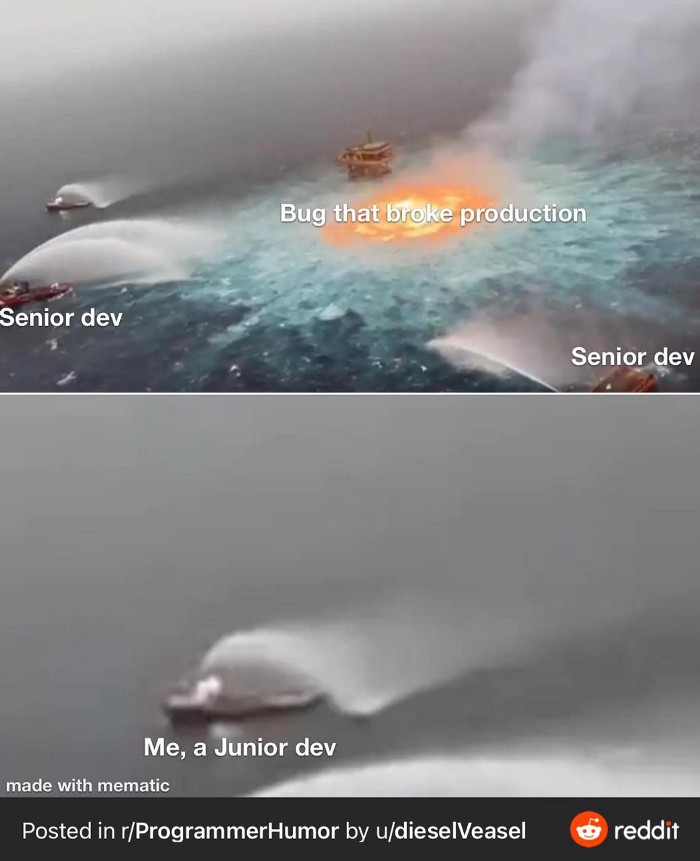 Bug that broke production
Senior dev
Senior dev
Me, a Junior dev
made with mematic
Posted in r/ProgrammerHumor by u/dieselVeasel
reddit